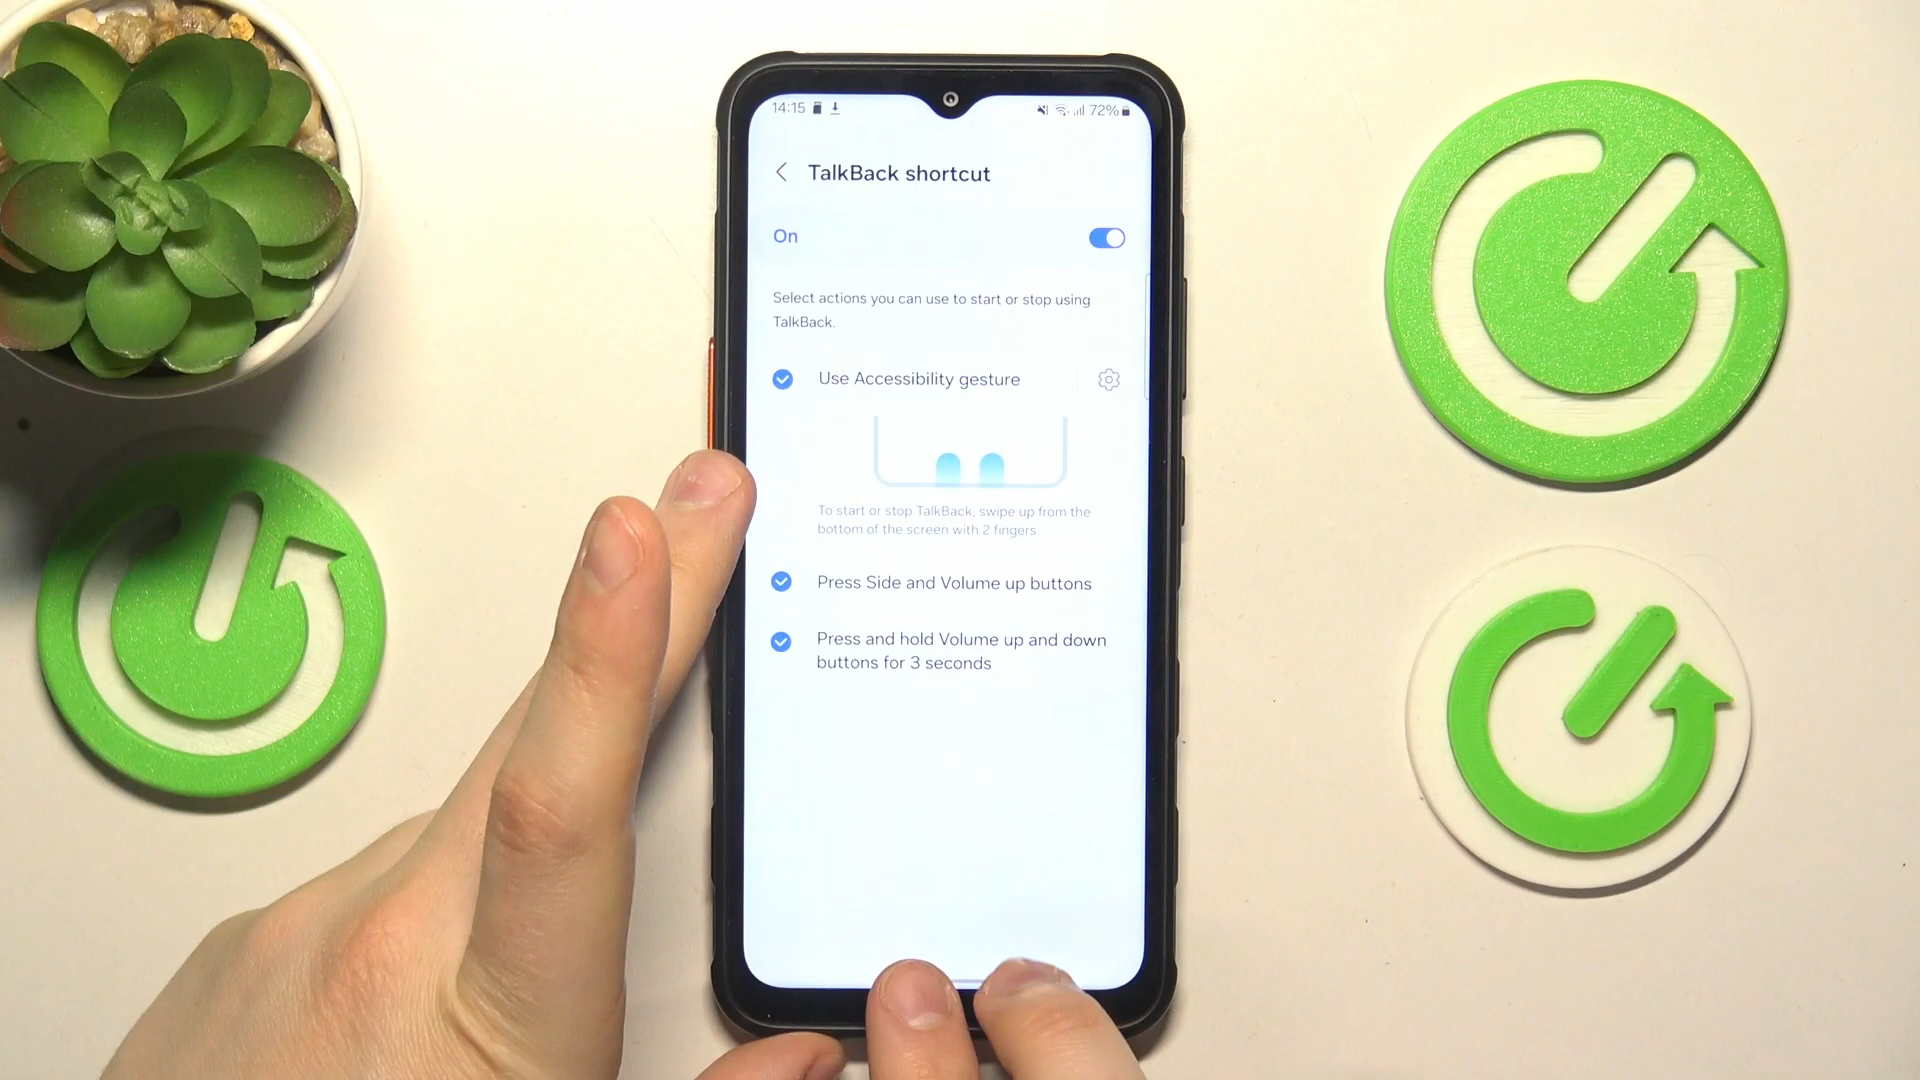 14:15
72%
TalkBack shortcut
On
Select actions you can use to start or stop using
TalkBack.
Use Accessibility gesture
To start or stop TalkBack, swipe up from the
bottom of the screen with 2 fingers.
Press Side and Volume up buttons
Press and hold Volume up and down
buttons for 3 seconds